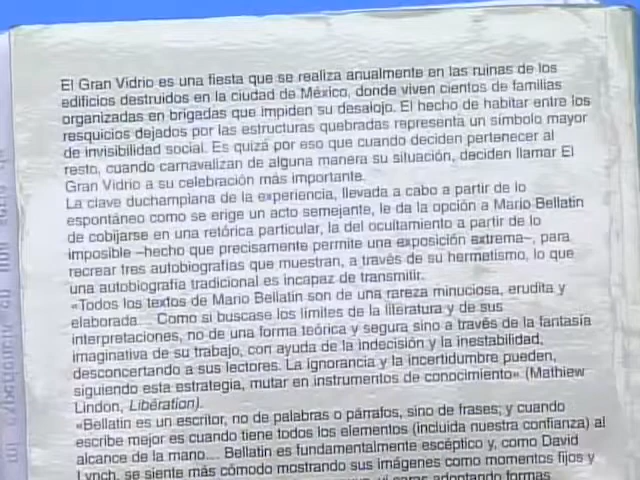 El Gran Vidrio es una fiesta que se realiza anualmente en las ruinas de los
edificios destruidos en la ciudad de México, donde viven cientos de familias
organizadas en brigadas que impiden su desalojo. El hecho de habitar entre los
resquicios dejados por las estructuras quebradas representa un símbolo mayor
de invisibilidad social. Es quizá por eso que cuando deciden pertenecer al
resto, cuando carnavalizan de alguna manera su situación, deciden llamar El
Gran Vidrio a su celebración más importante.
La clave duchampiana de la experiencia, llevada a cabo a partir de lo
espontáneo como se erige un acto semejante, le da la opción a Mario Bellatin
de cobijarse en una retórica particular, la del ocultamiento a partir de lo
imposible –hecho que precisamente permite una exposición extrema–, para
recrear tres autobiografías que muestran, a través de su hermetismo, lo que
una autobiografía tradicional es incapaz de transmitir.
«Todos los textos de Mario Bellatin son de una rareza minuciosa, erudita y
elaborada... Como si buscase los límites de la literatura y de sus
interpretaciones, no de una forma teórica y segura sino a través de la fantasía
imaginativa de su trabajo, con ayuda de la indecisión y la inestabilidad,
desconcertando a sus lectores. La ignorancia y la incertidumbre pueden,
siguiendo esta estrategia, mutar en instrumentos de conocimiento» (Mathiew
Lindon, Libération).
«Bellatin es un escritor, no de palabras o párrafos, sino de frases; y cuando
escribe mejor es cuando tiene todos los elementos (incluida nuestra confianza) al
alcance de la mano... Bellatin es fundamentalmente escéptico y, como David
Lynch, se siente más cómodo mostrando sus imágenes como momentos fijos y
adoptando formas